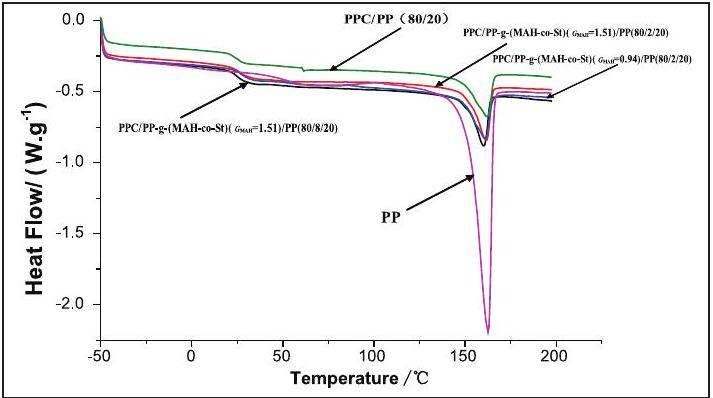 PPC/PP（80/20）
PPC/PP-g-(MAH-co-St)( GMAH=1.51)/PP(80/2/20)
PPC/PP-g-(MAH-co-St)( GMAH=0.94)/PP(80/2/20)
PPC/PP-g-(MAH-co-St)( GMAH=1.51)/PP(80/8/20)
PP
Heat Flow/ (W.g-1)
0.0
-0.5
-1.0
-1.5
-2.0
-50
0
50
100
150
200
Temperature /℃